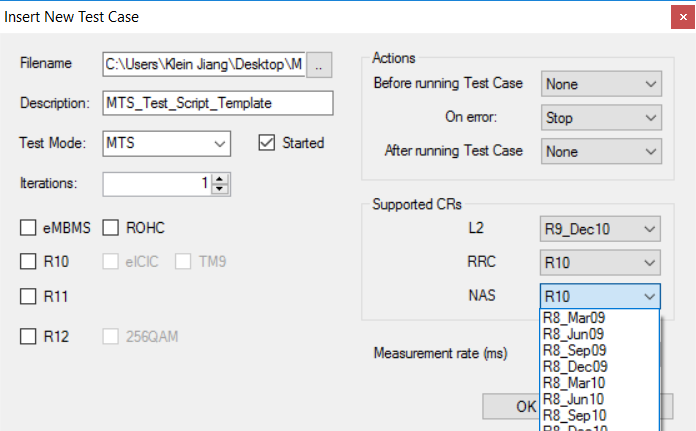 Insert New Test Case
Filename
C:\Users\Klein Jiang\Desktop\M
..
Description:
MTS_Test_Script_Template
Test Mode:
MTS
Started
Iterations:
1
eMBMS
ROHC
R10
eICIC
TM9
R11
R12
256QAM
Actions
Before running Test Case
None
On error:
Stop
After running Test Case
None
Supported CRs
L2
R9_Dec10
RRC
R10
NAS
R10
R8_Mar09
R8_Jun09
R8_Sep09
R8_Dec09
R8_Mar10
R8_Jun10
R8_Sep10
R8_Dec10
Measurement rate (ms)
OK